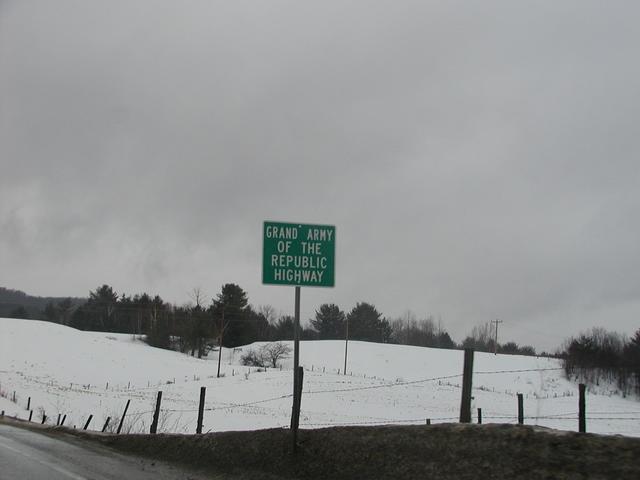 GRAND ARMY
OF THE
REPUBLIC
HIGHWAY